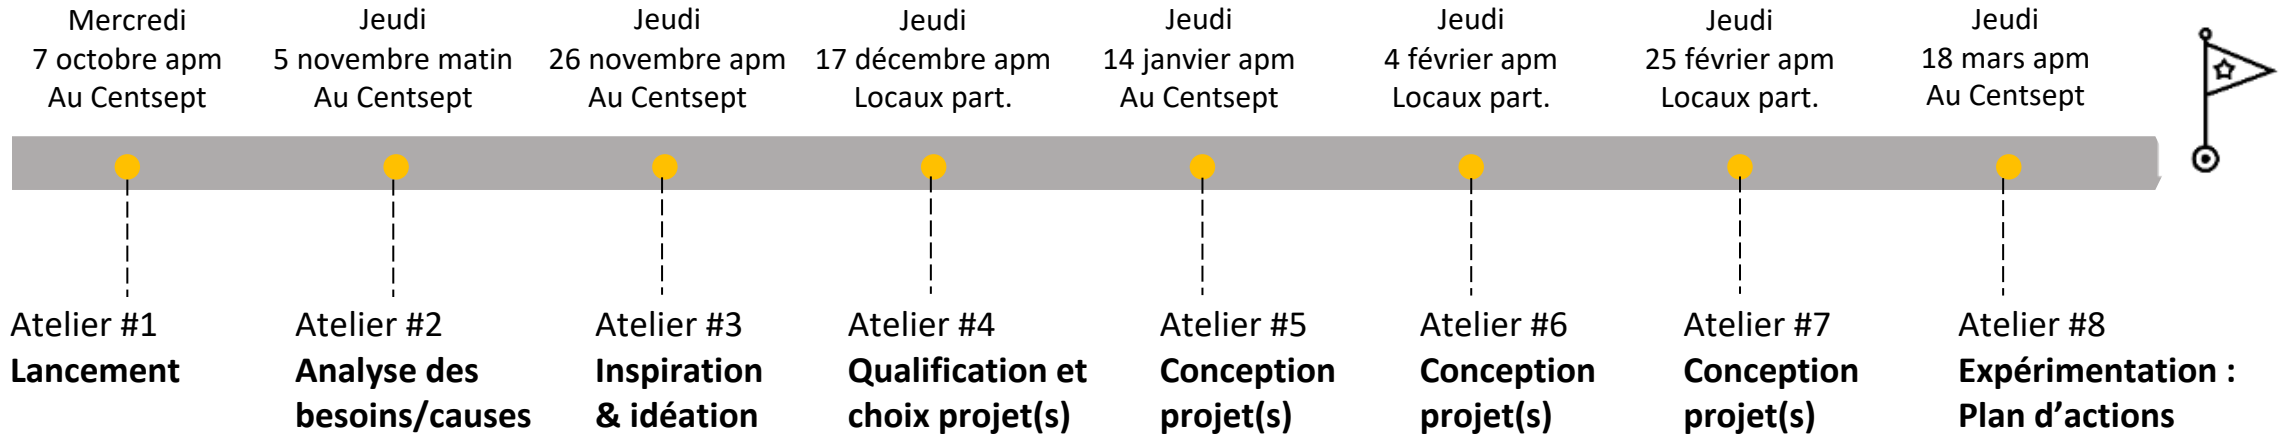 Mercredi
7 octobre apm
Au Centsept
Jeudi
5 novembre matin
Au Centsept
Jeudi
26 novembre apm
Au Centsept
Jeudi
17 décembre apm
Locaux part.
Jeudi
14 janvier apm
Au Centsept
Jeudi
4 février apm
Locaux part.
Jeudi
25 février apm
Locaux part.
Jeudi
18 mars apm
Au Centsept
Atelier #1
Lancement
Atelier #2
Analyse des
besoins/causes
Atelier #3
Inspiration
& idéation
Atelier #4
Qualification et
choix projet(s)
Atelier #5
Conception
projet(s)
Atelier #6
Conception
projet(s)
Atelier #7
Conception
projet(s)
Atelier #8
Expérimentation :
Plan d’actions